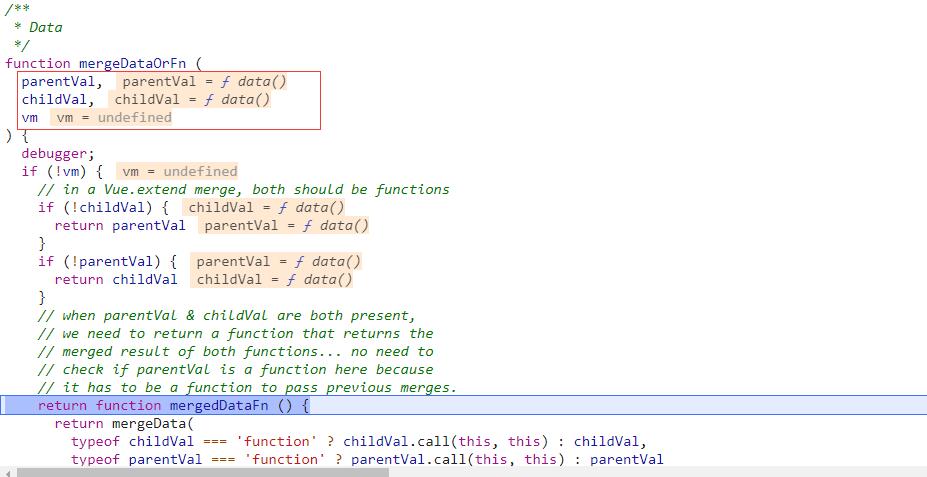 /**
 * Data
 */
function mergeDataOrFn (
  parentVal,  parentVal = ƒ data()
  childVal,  childVal = ƒ data()
  vm  vm = undefined
) {
  debugger;
  if (!vm) {  vm = undefined
    // in a Vue.extend merge, both should be functions
    if (!childVal) {  childVal = ƒ data()
      return parentVal  parentVal = ƒ data()
    }
    if (!parentVal) {  parentVal = ƒ data()
      return childVal  childVal = ƒ data()
    }
    // when parentVal & childVal are both present,
    // we need to return a function that returns the
    // merged result of both functions... no need to
    // check if parentVal is a function here because
    // it has to be a function to pass previous merges.
    return function mergedDataFn () {
      return mergeData(
        typeof childVal === 'function' ? childVal.call(this, this) : childVal,
        typeof parentVal === 'function' ? parentVal.call(this, this) : parentVal